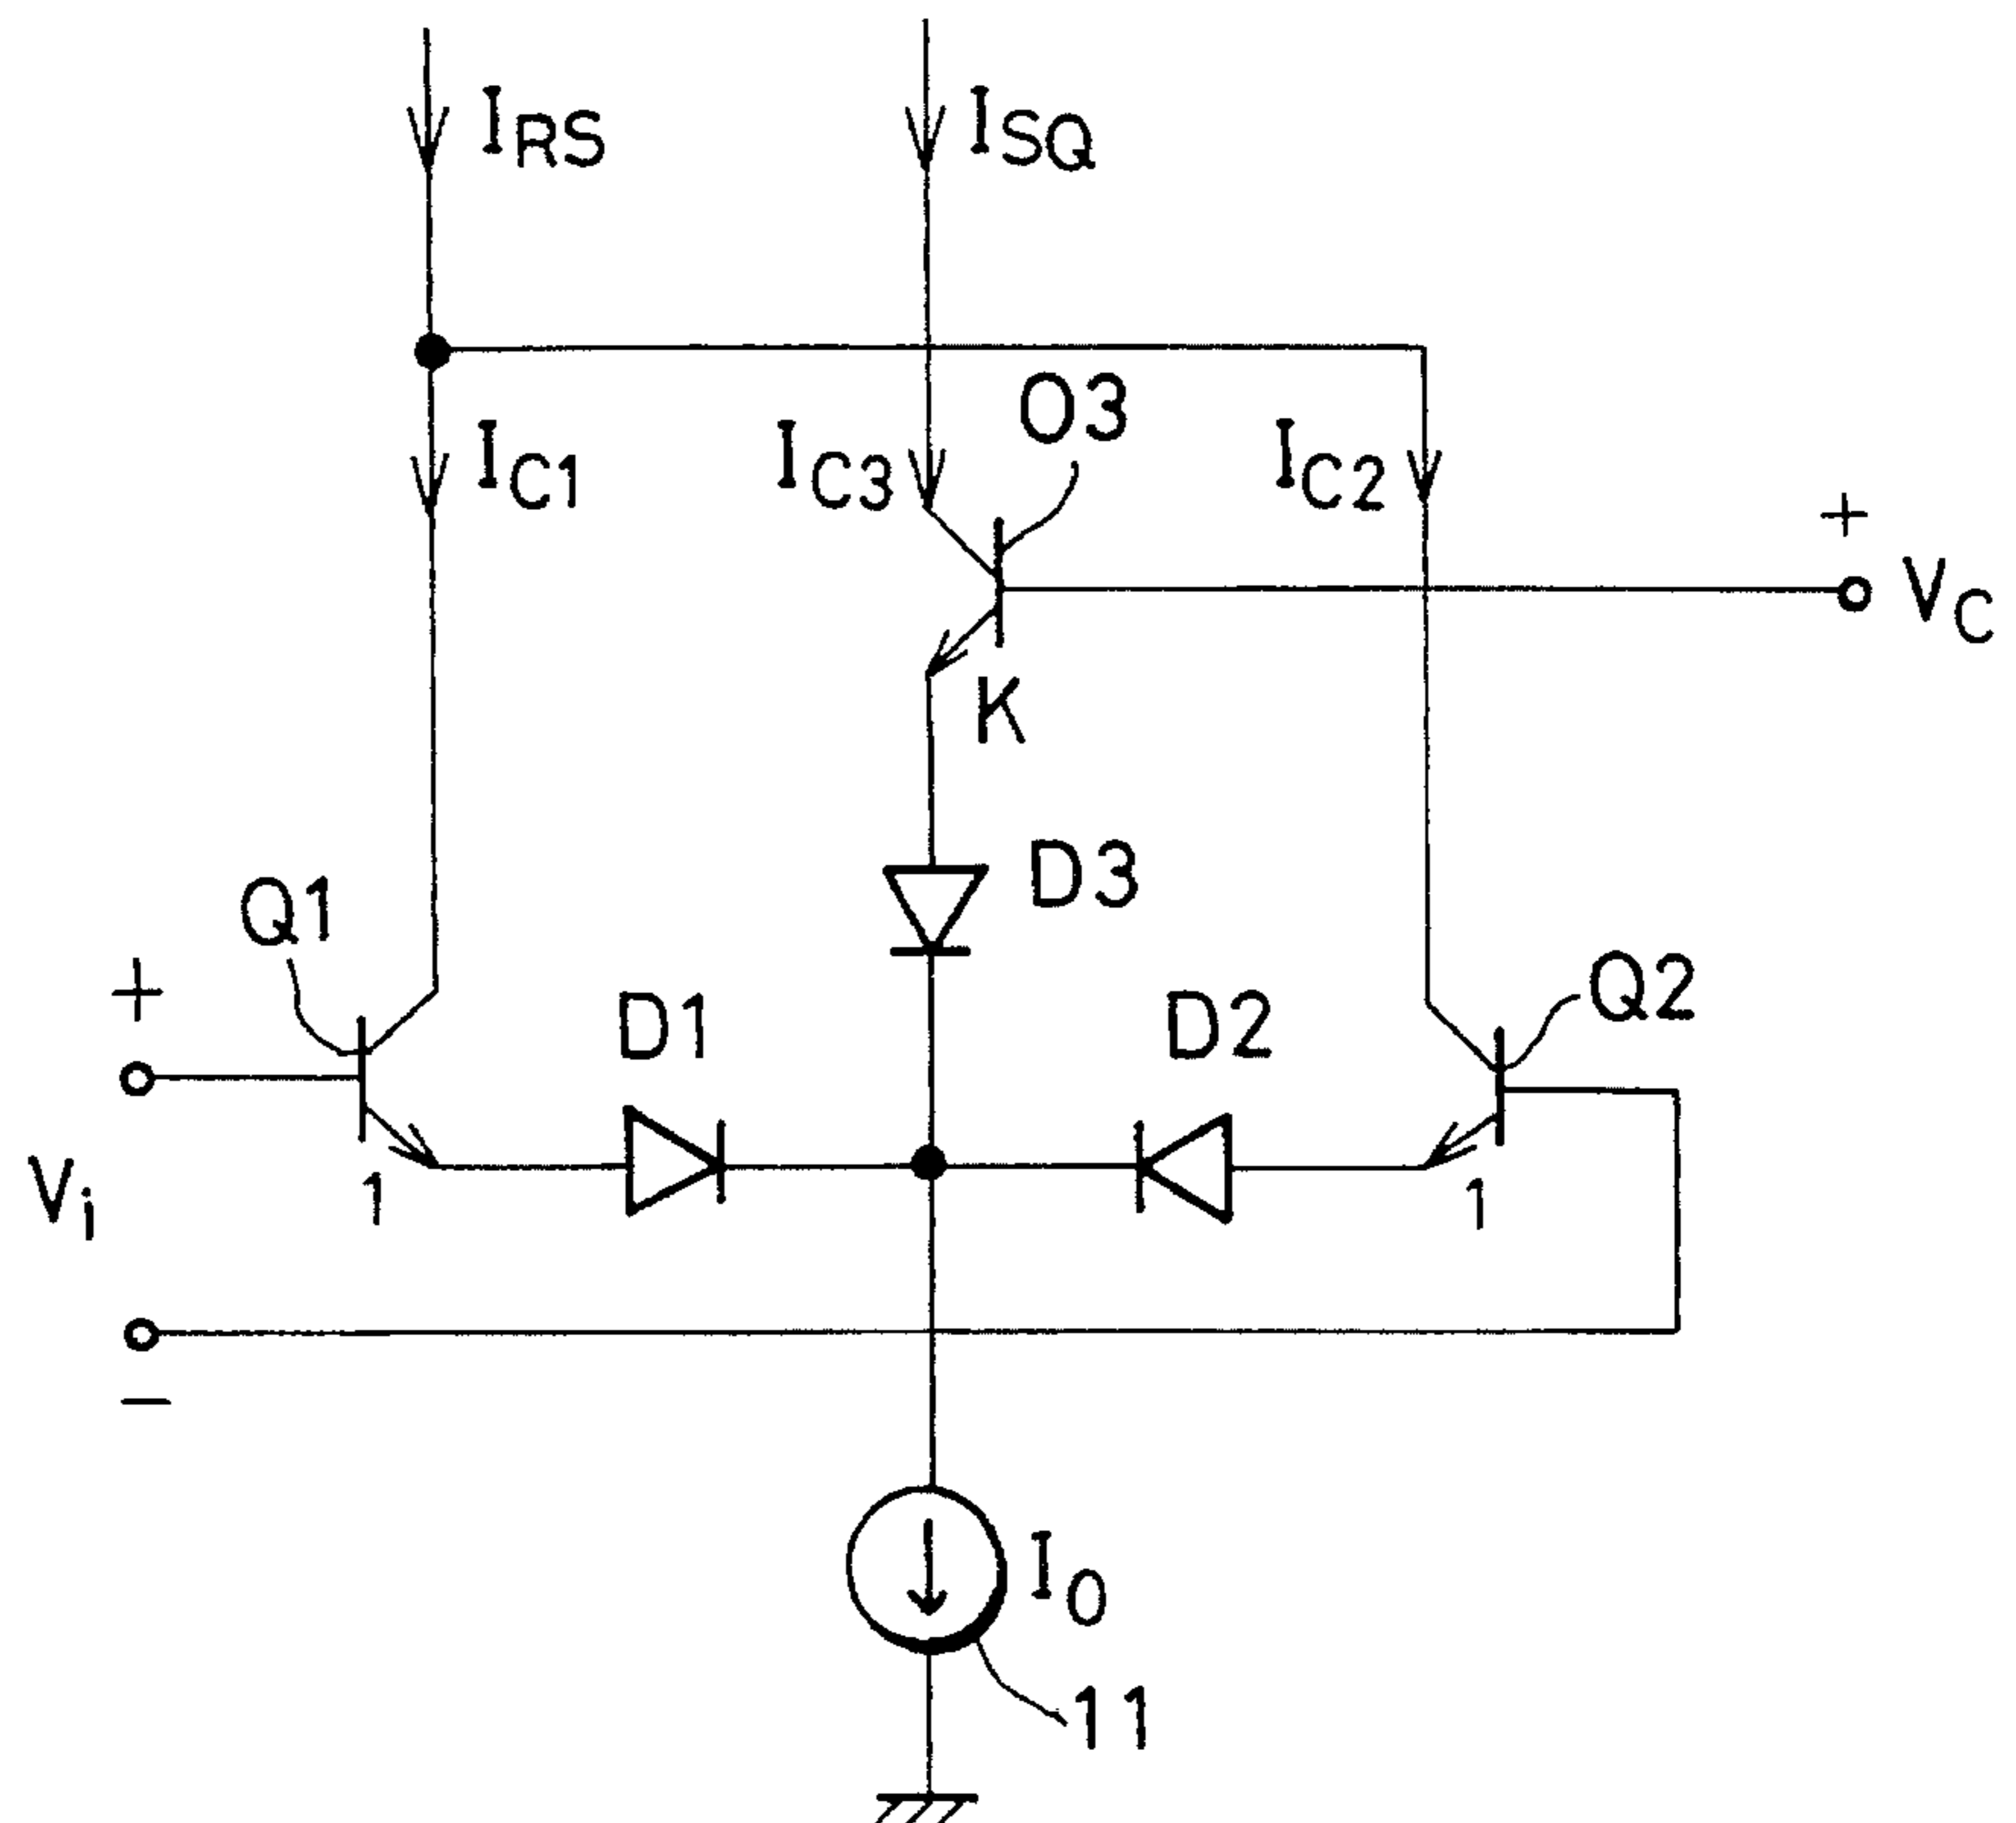 I_RS
I_SQ
O3
I_C1
I_C3
I_C2
+
V_C
K
D3
Q1
+
D1
D2
Q2
1
1
V_i
−
I_0
11